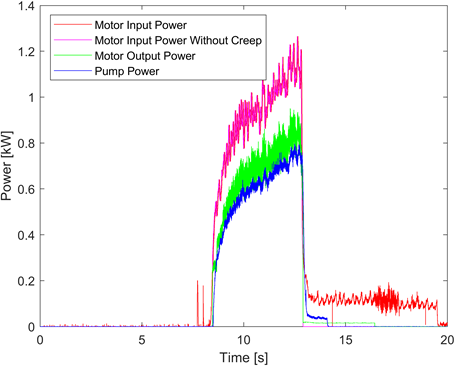 1.4
1.2
1
0.8
0.6
0.4
0.2
0
Power [kW]
Motor Input Power
Motor Input Power Without Creep
Motor Output Power
Pump Power
0 5 10 15 20
Time [s]